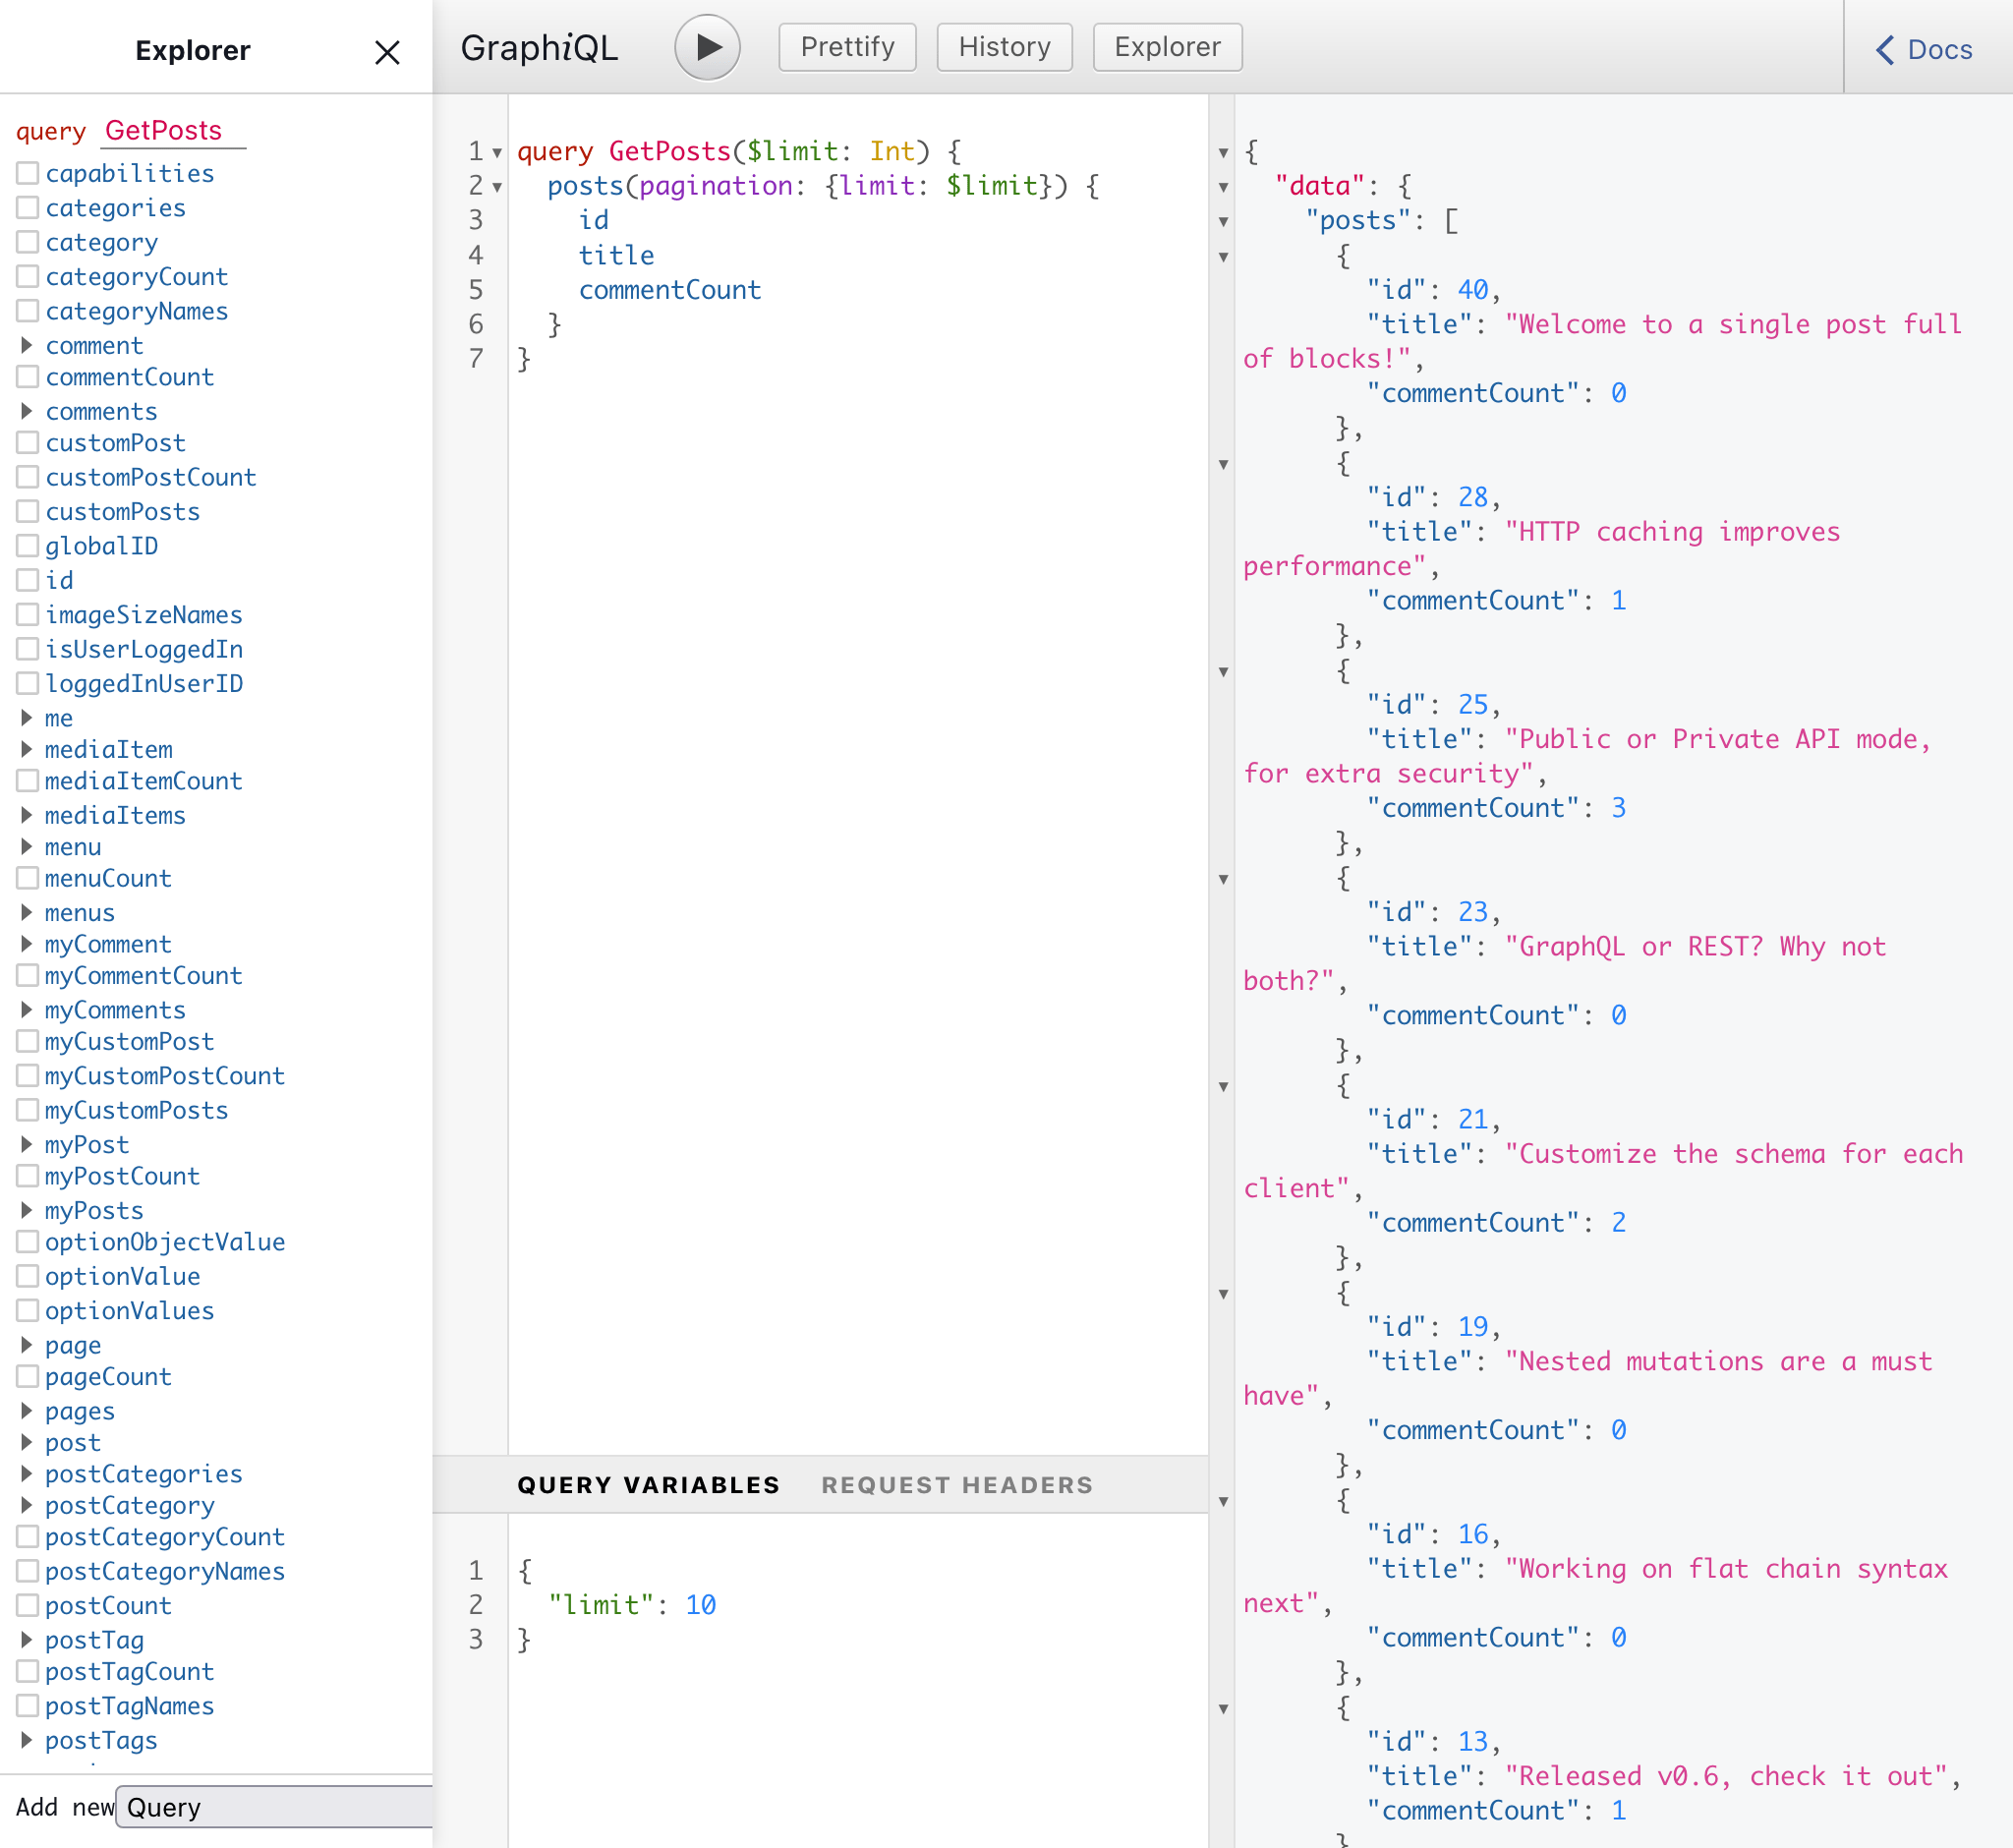 Explorer
query GetPosts
capabilities
categories
category
categoryCount
categoryNames
comment
commentCount
comments
customPost
customPostCount
customPosts
globalID
id
imageSizeNames
isUserLoggedIn
loggedInUserID
me
mediaItem
mediaItemCount
mediaItems
menu
menuCount
menus
myComment
myCommentCount
myComments
myCustomPost
myCustomPostCount
myCustomPosts
myPost
myPostCount
myPosts
optionObjectValue
optionValue
optionValues
page
pageCount
pages
post
postCategories
postCategory
postCategoryCount
postCategoryNames
postCount
postTag
postTagCount
postTagNames
postTags
Add new Query
GraphiQL
Prettify
History
Explorer
Docs
1 query GetPosts($limit: Int) {
2   posts(pagination: {limit: $limit}) {
3     id
4     title
5     commentCount
6   }
7 }
QUERY VARIABLES
REQUEST HEADERS
1 {
2   "limit": 10
3 }
{
  "data": {
    "posts": [
      {
        "id": 40,
        "title": "Welcome to a single post full
of blocks!",
        "commentCount": 0
      },
      {
        "id": 28,
        "title": "HTTP caching improves
performance",
        "commentCount": 1
      },
      {
        "id": 25,
        "title": "Public or Private API mode,
for extra security",
        "commentCount": 3
      },
      {
        "id": 23,
        "title": "GraphQL or REST? Why not
both?",
        "commentCount": 0
      },
      {
        "id": 21,
        "title": "Customize the schema for each
client",
        "commentCount": 2
      },
      {
        "id": 19,
        "title": "Nested mutations are a must
have",
        "commentCount": 0
      },
      {
        "id": 16,
        "title": "Working on flat chain syntax
next",
        "commentCount": 0
      },
      {
        "id": 13,
        "title": "Released v0.6, check it out",
        "commentCount": 1
      }